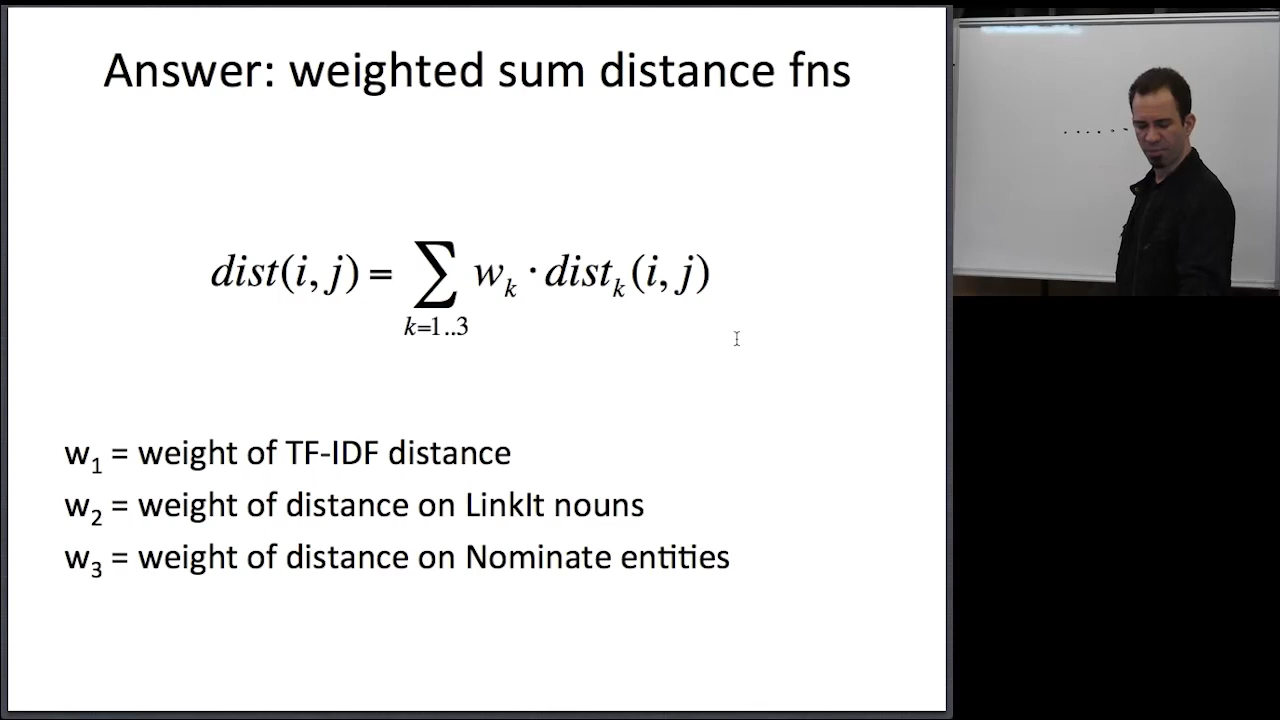 Answer: weighted sum distance fns
dist(i, j) = ∑ w_k · dist_k(i, j)
k=1..3
w₁ = weight of TF-IDF distance
w₂ = weight of distance on LinkIt nouns
w₃ = weight of distance on Nominate entities